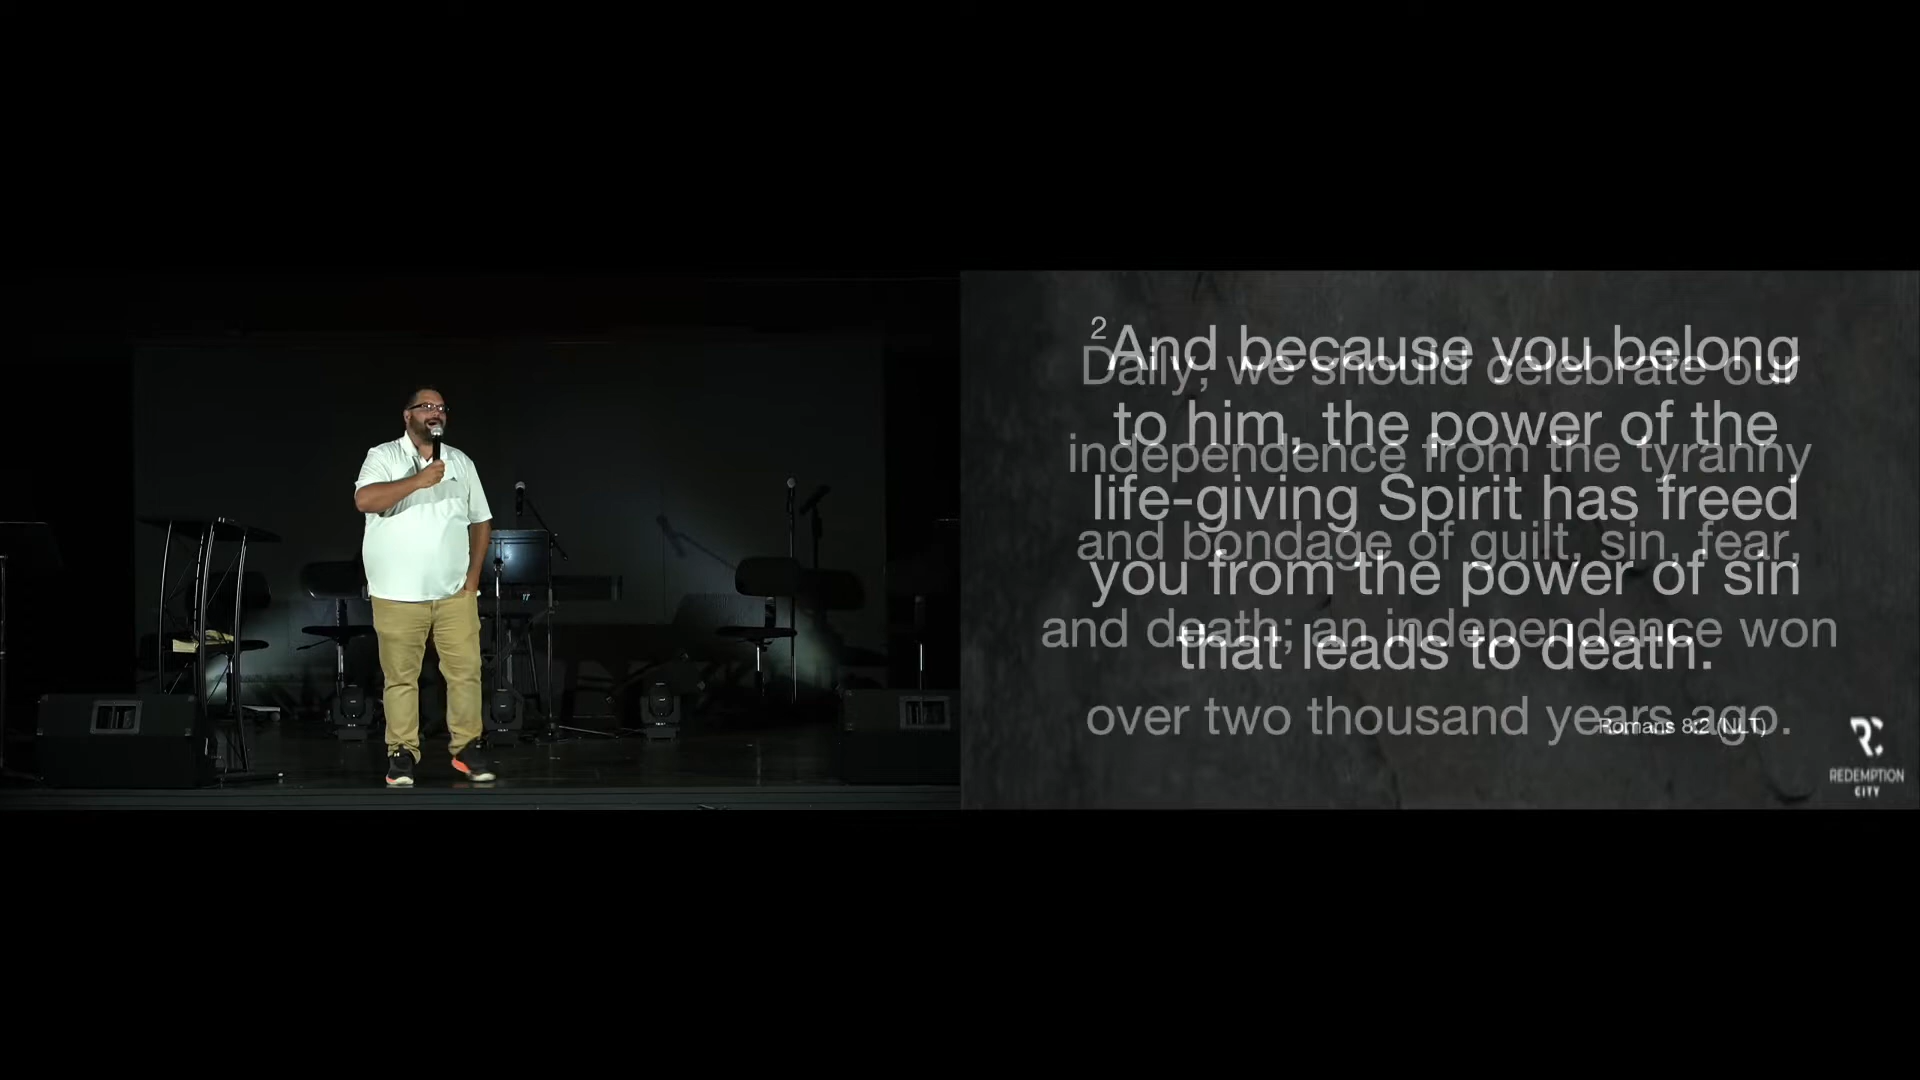 2And because you belong
to him, the power of the
life-giving Spirit has freed
you from the power of sin
that leads to death.
Romans 8:2 (NLT)
Daily, we should celebrate our
independence from the tyranny
and bondage of guilt, sin, fear,
and death; an independence won
over two thousand years ago.
RC
REDEMPTION
CITY